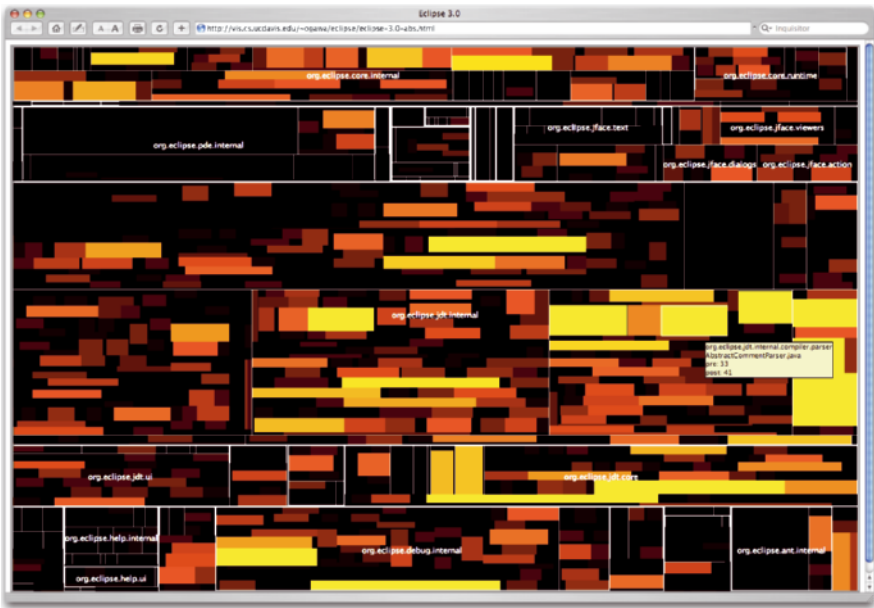 Eclipse 3.0
A A
http://vis.cs.ucdavis.edu/~ogawa/eclipse/eclipse-3.0-abs.html
Inquisitor
org.eclipse.core.internal
org.eclipse.core.runtime
org.eclipse.pde.internal
org.eclipse.jface.text
org.eclipse.jface.viewers
org.eclipse.jface.dialogs
org.eclipse.jface.action
org.eclipse.jdt.internal
org.eclipse.jdt.internal.compiler.parser
AbstractCommentParser.java
pre: 33
post: 41
org.eclipse.jdt.ui
org.eclipse.jdt.core
org.eclipse.help.internal
org.eclipse.debug.internal
org.eclipse.ant.internal
org.eclipse.help.ui